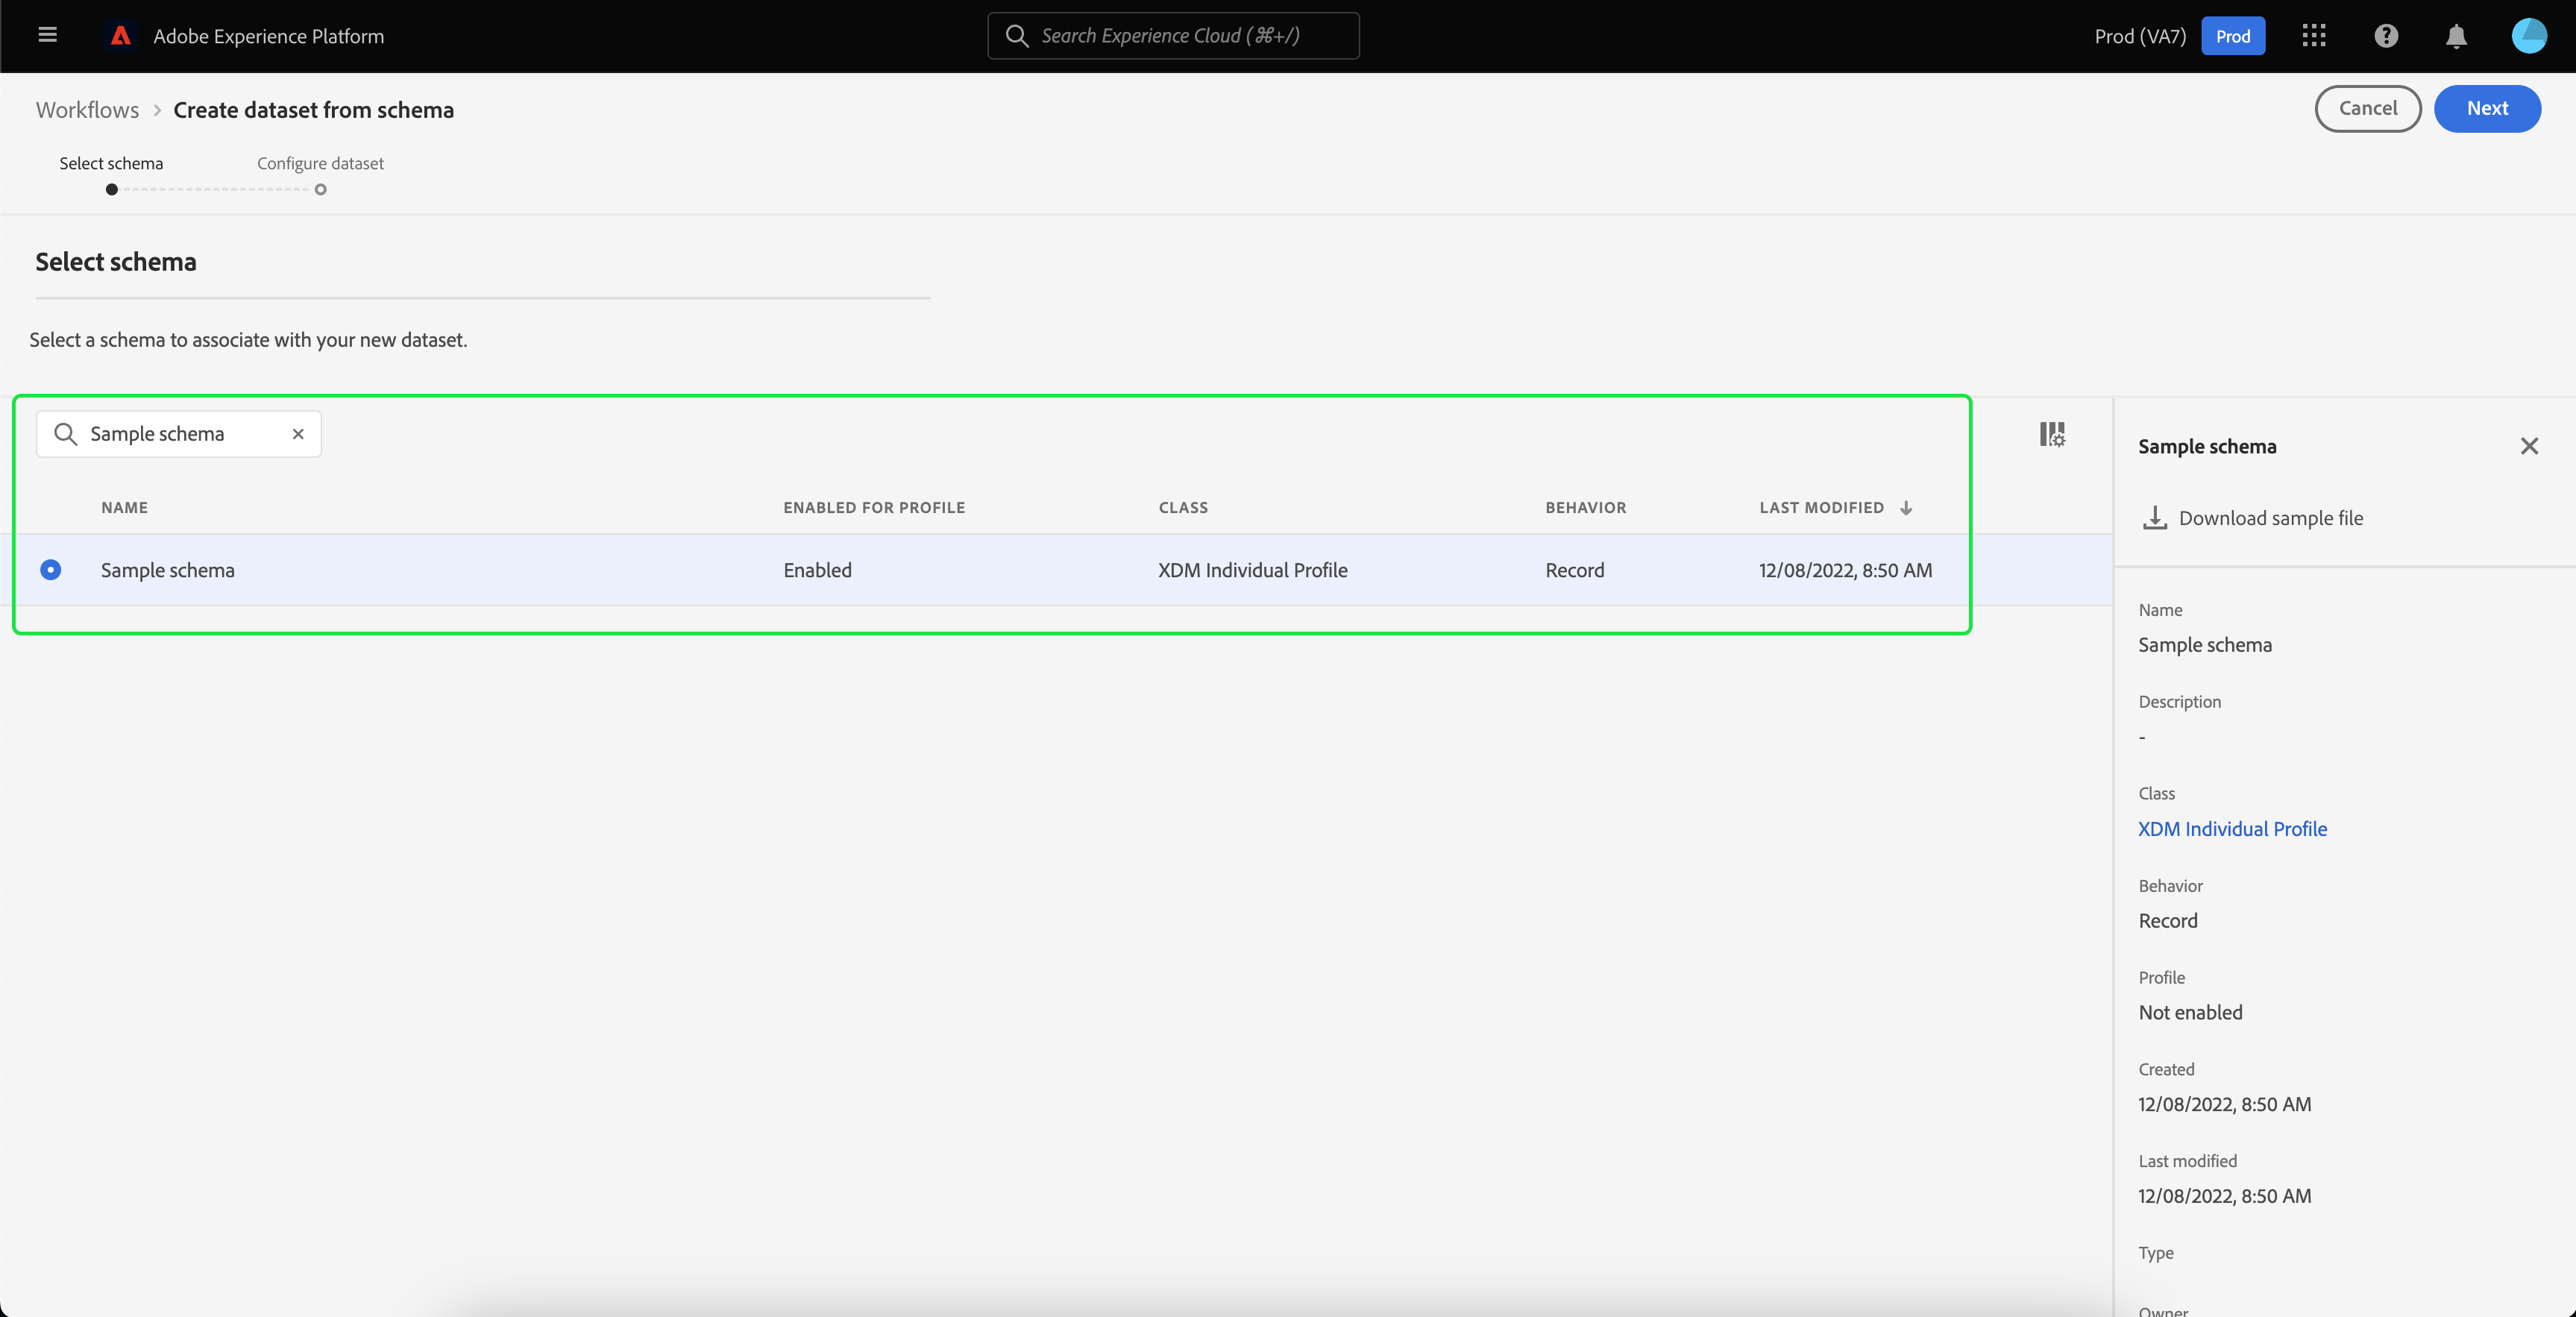 Adobe Experience Platform
Search Experience Cloud (⌘+/)
Prod (VA7)
Prod
Workflows > Create dataset from schema
Cancel
Next
Select schema
Configure dataset
Select schema
Select a schema to associate with your new dataset.
Sample schema
NAME
ENABLED FOR PROFILE
CLASS
BEHAVIOR
LAST MODIFIED ↓
Sample schema
Enabled
XDM Individual Profile
Record
12/08/2022, 8:50 AM
Sample schema
Download sample file
Name
Sample schema
Description
-
Class
XDM Individual Profile
Behavior
Record
Profile
Not enabled
Created
12/08/2022, 8:50 AM
Last modified
12/08/2022, 8:50 AM
Type
Owner